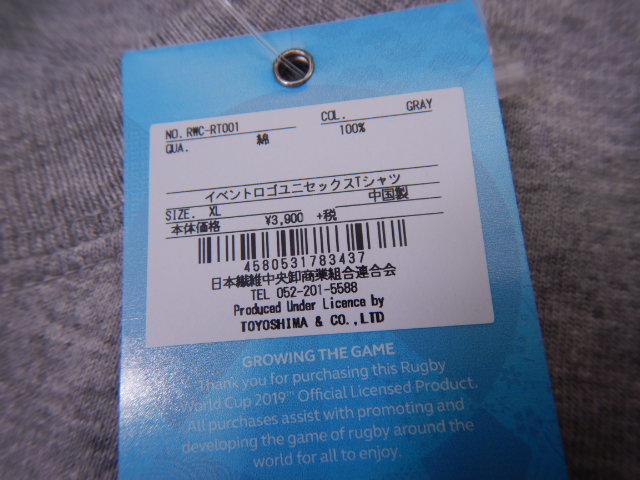 NO. RWC-RT001 COL. GRAY
QUA. 綿 100%
イベントロゴユニセックスTシャツ
SIZE. XL 中国製
本体価格 ¥3,900 +税
4580531783437
日本繊維中央卸商業組合連合会
TEL 052-201-5588
Produced Under Licence by
TOYOSHIMA & CO.,LTD
GROWING THE GAME
Thank you for purchasing this Rugby
World Cup 2019™ Official Licensed Product.
All purchases assist with promoting and
developing the game of rugby around the
world for all to enjoy.